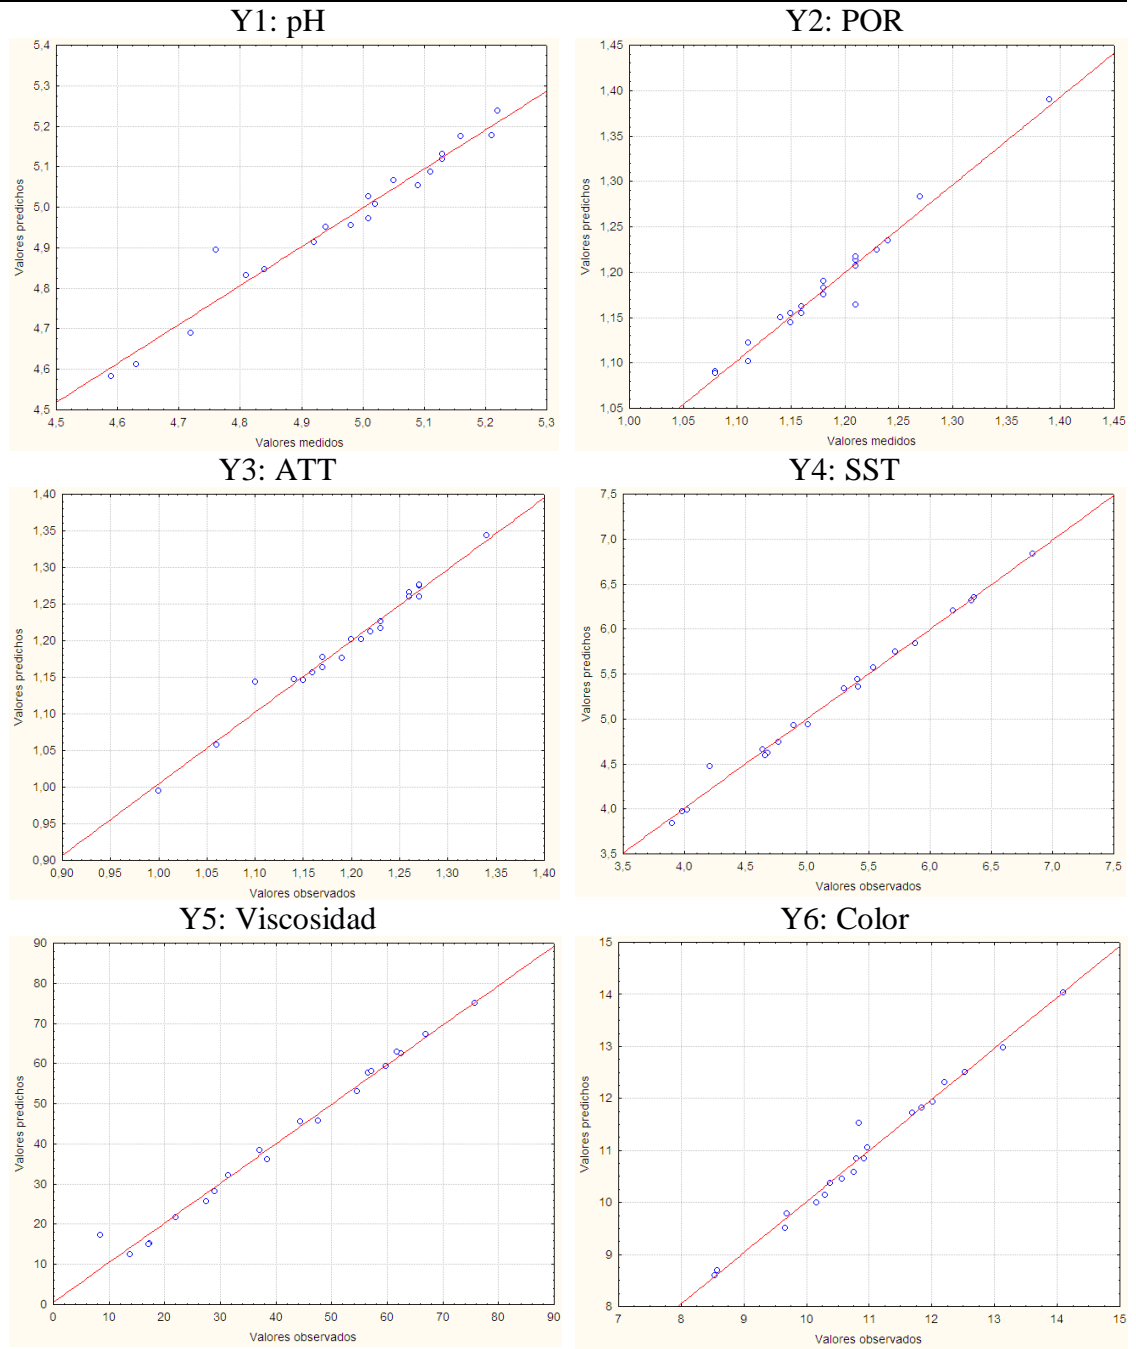 Y1: pH
5,4
5,3
5,2
5,1
5,0
4,9
4,8
4,7
4,6
4,5
Valores predichos
4,5 4,6 4,7 4,8 4,9 5,0 5,1 5,2 5,3
Valores medidos
Y2: POR
1,45
1,40
1,35
1,30
1,25
1,20
1,15
1,10
1,05
Valores predichos
1,00 1,05 1,10 1,15 1,20 1,25 1,30 1,35 1,40 1,45
Valores medidos
Y3: ATT
1,40
1,35
1,30
1,25
1,20
1,15
1,10
1,05
1,00
0,95
0,90
Valores predichos
0,90 0,95 1,00 1,05 1,10 1,15 1,20 1,25 1,30 1,35 1,40
Valores observados
Y4: SST
7,5
7,0
6,5
6,0
5,5
5,0
4,5
4,0
3,5
Valores predichos
3,5 4,0 4,5 5,0 5,5 6,0 6,5 7,0 7,5
Valores observados
Y5: Viscosidad
90
80
70
60
50
40
30
20
10
0
Valores predichos
0 10 20 30 40 50 60 70 80 90
Valores observados
Y6: Color
15
14
13
12
11
10
9
8
Valores predichos
7 8 9 10 11 12 13 14 15
Valores observados